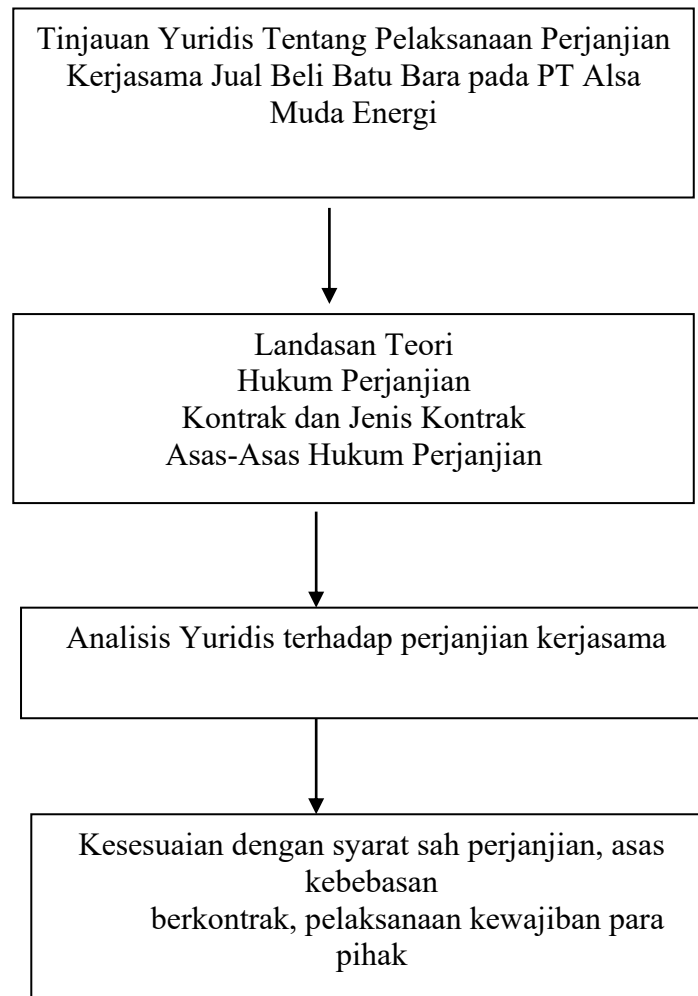 Tinjauan Yuridis Tentang Pelaksanaan Perjanjian
Kerjasama Jual Beli Batu Bara pada PT Alsa
Muda Energi
Landasan Teori
Hukum Perjanjian
Kontrak dan Jenis Kontrak
Asas-Asas Hukum Perjanjian
Analisis Yuridis terhadap perjanjian kerjasama
Kesesuaian dengan syarat sah perjanjian, asas
kebebasan
berkontrak, pelaksanaan kewajiban para
pihak